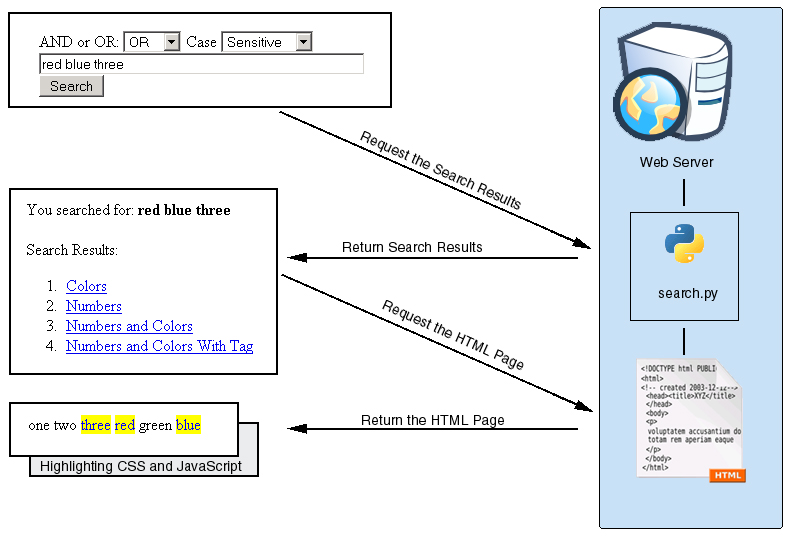 AND or OR: OR Case Sensitive
red blue three
Search
Request the Search Results
Web Server
You searched for: red blue three
Search Results:
1. Colors
2. Numbers
3. Numbers and Colors
4. Numbers and Colors With Tag
Return Search Results
search.py
Request the HTML Page
<!DOCTYPE html PUBLI
<html>
<!-- created 2003-12-12-->
<head><title>XYZ</title>
</head>
<body>
<p>
voluptatem accusantium do
totam rem aperiam eaque
</p>
</body>
</html>
HTML
Return the HTML Page
one two three red green blue
Highlighting CSS and JavaScript